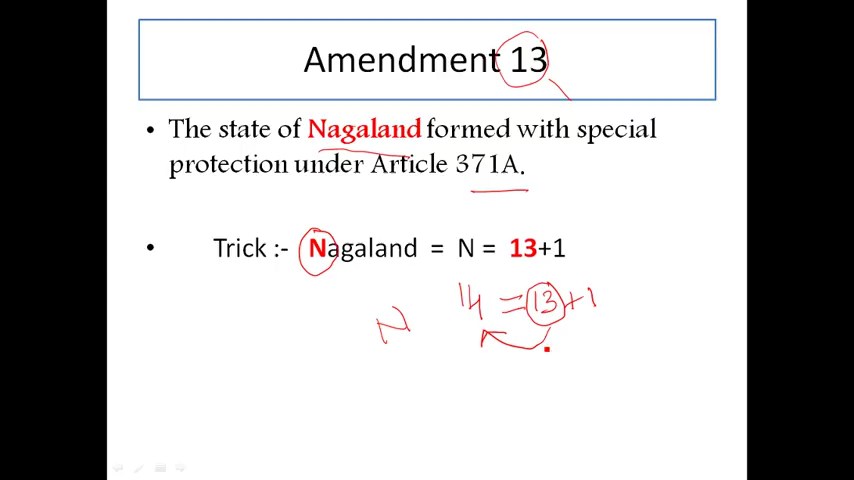 Amendment 13
• The state of Nagaland formed with special
protection under Article 371A.
• Trick :- Nagaland = N = 13+1
N 14 = 13+1